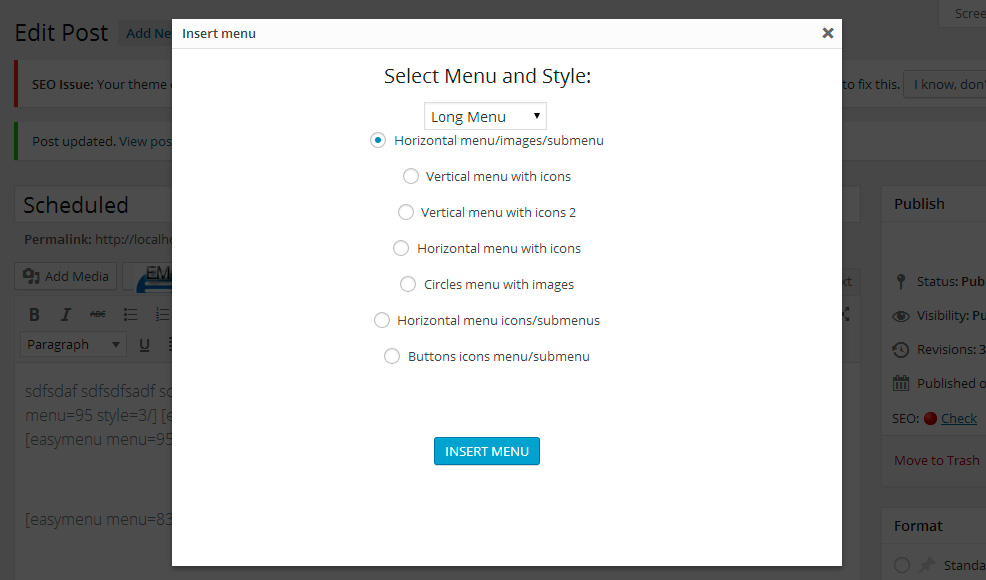 Edit Post Add Ne
Scree
Insert menu
SEO Issue: Your theme
to fix this. I know, don'
Post updated. View pos
Select Menu and Style:
Long Menu
Horizontal menu/images/submenu
Vertical menu with icons
Vertical menu with icons 2
Horizontal menu with icons
Circles menu with images
Horizontal menu icons/submenus
Buttons icons menu/submenu
INSERT MENU
Scheduled
Permalink: http://localho
Add Media
EM
xt
B I ABC
Paragraph U
sdfsdaf sdfsdfsadf sd
menu=95 style=3/] [e
[easymenu menu=95
[easymenu menu=83
Publish
Status: Pub
Visibility: Pu
Revisions: 3
Published o
SEO: Check
Move to Trash
Format
Standa